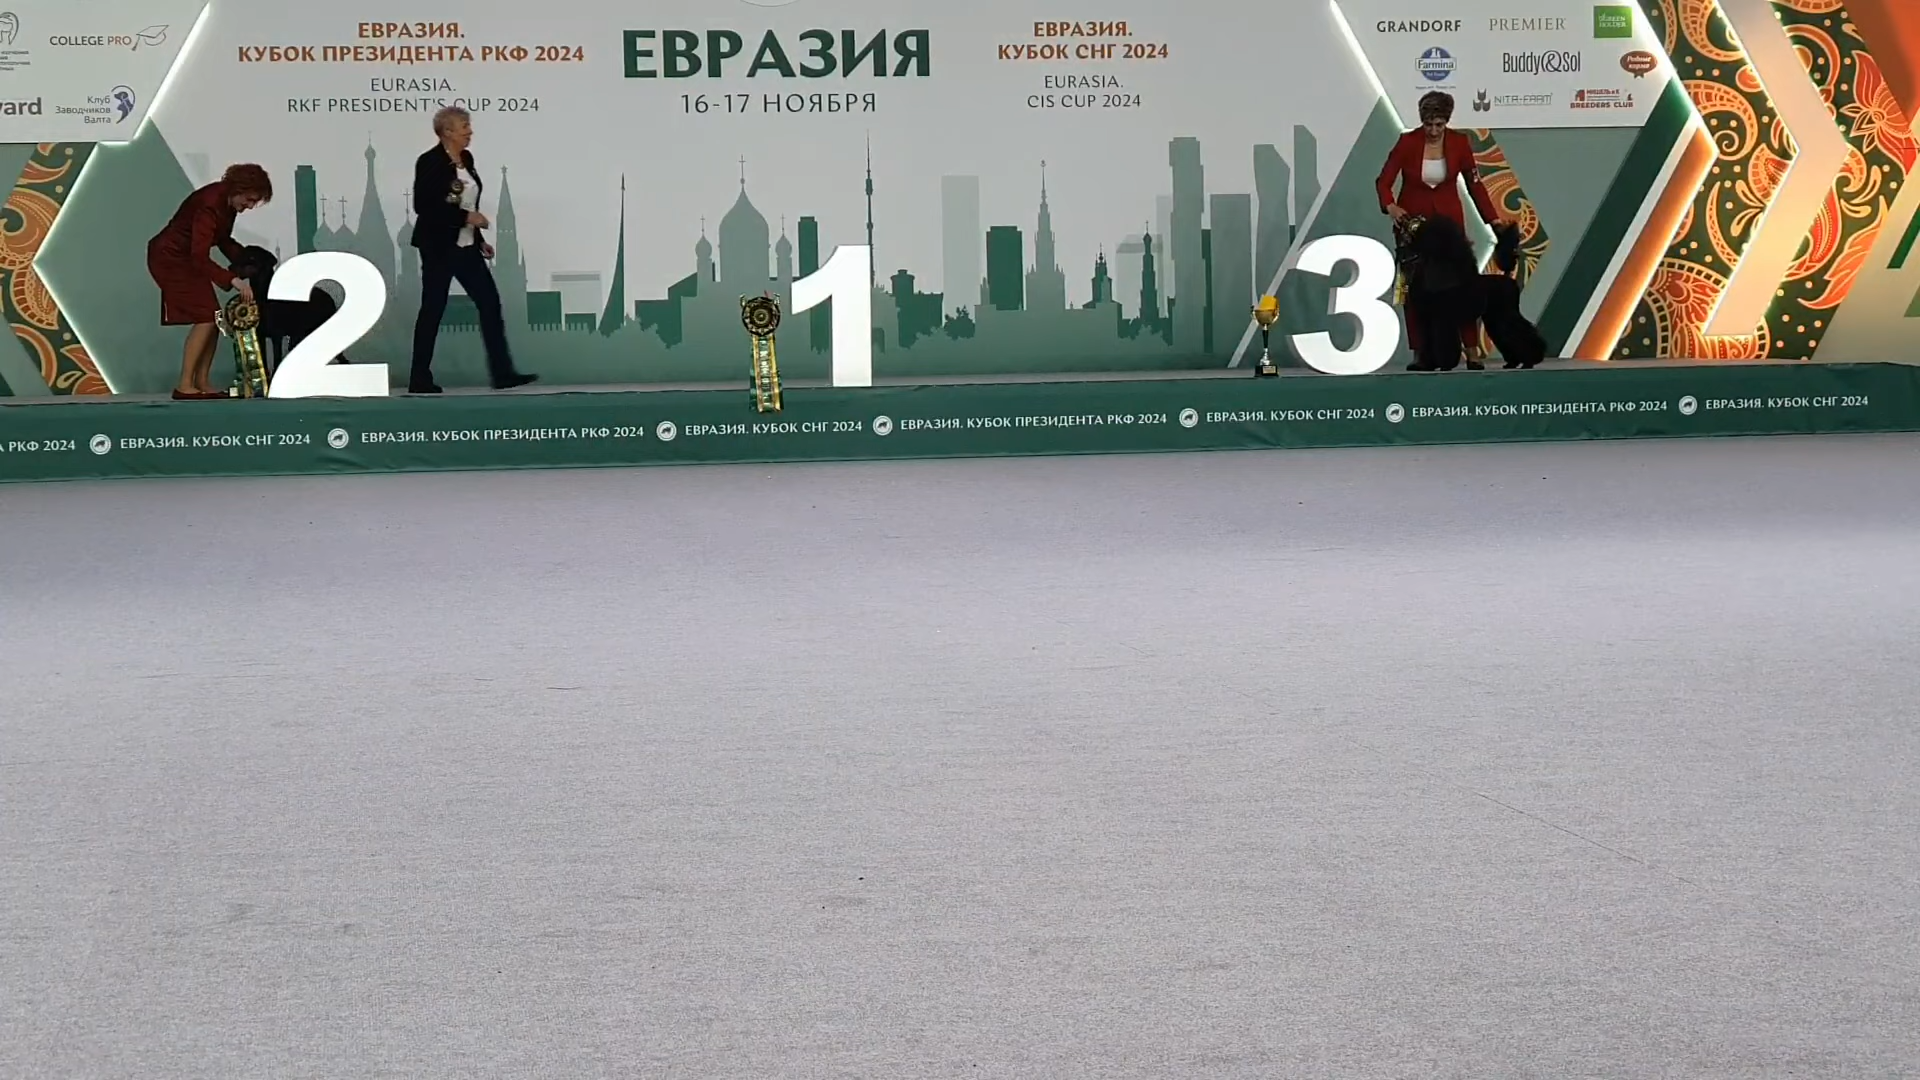 COLLEGE PRO
vard
Клуб
Заводчиков
Валта
ЕВРАЗИЯ.
КУБОК ПРЕЗИДЕНТА РКФ 2024
EURASIA.
RKF PRESIDENT'S CUP 2024
ЕВРАЗИЯ
16-17 НОЯБРЯ
ЕВРАЗИЯ.
КУБОК СНГ 2024
EURASIA.
CIS CUP 2024
GRANDORF PREMIER
Farmina Buddy&Sol Родные корма
NITA-FARM BREEDERS CLUB
2
1
3
А РКФ 2024 ЕВРАЗИЯ. КУБОК СНГ 2024 ЕВРАЗИЯ. КУБОК ПРЕЗИДЕНТА РКФ 2024 ЕВРАЗИЯ. КУБОК СНГ 2024 ЕВРАЗИЯ. КУБОК ПРЕЗИДЕНТА РКФ 2024 ЕВРАЗИЯ. КУБОК СНГ 2024 ЕВРАЗИЯ. КУБОК ПРЕЗИДЕНТА РКФ 2024 ЕВРАЗИЯ. КУБОК СНГ 2024